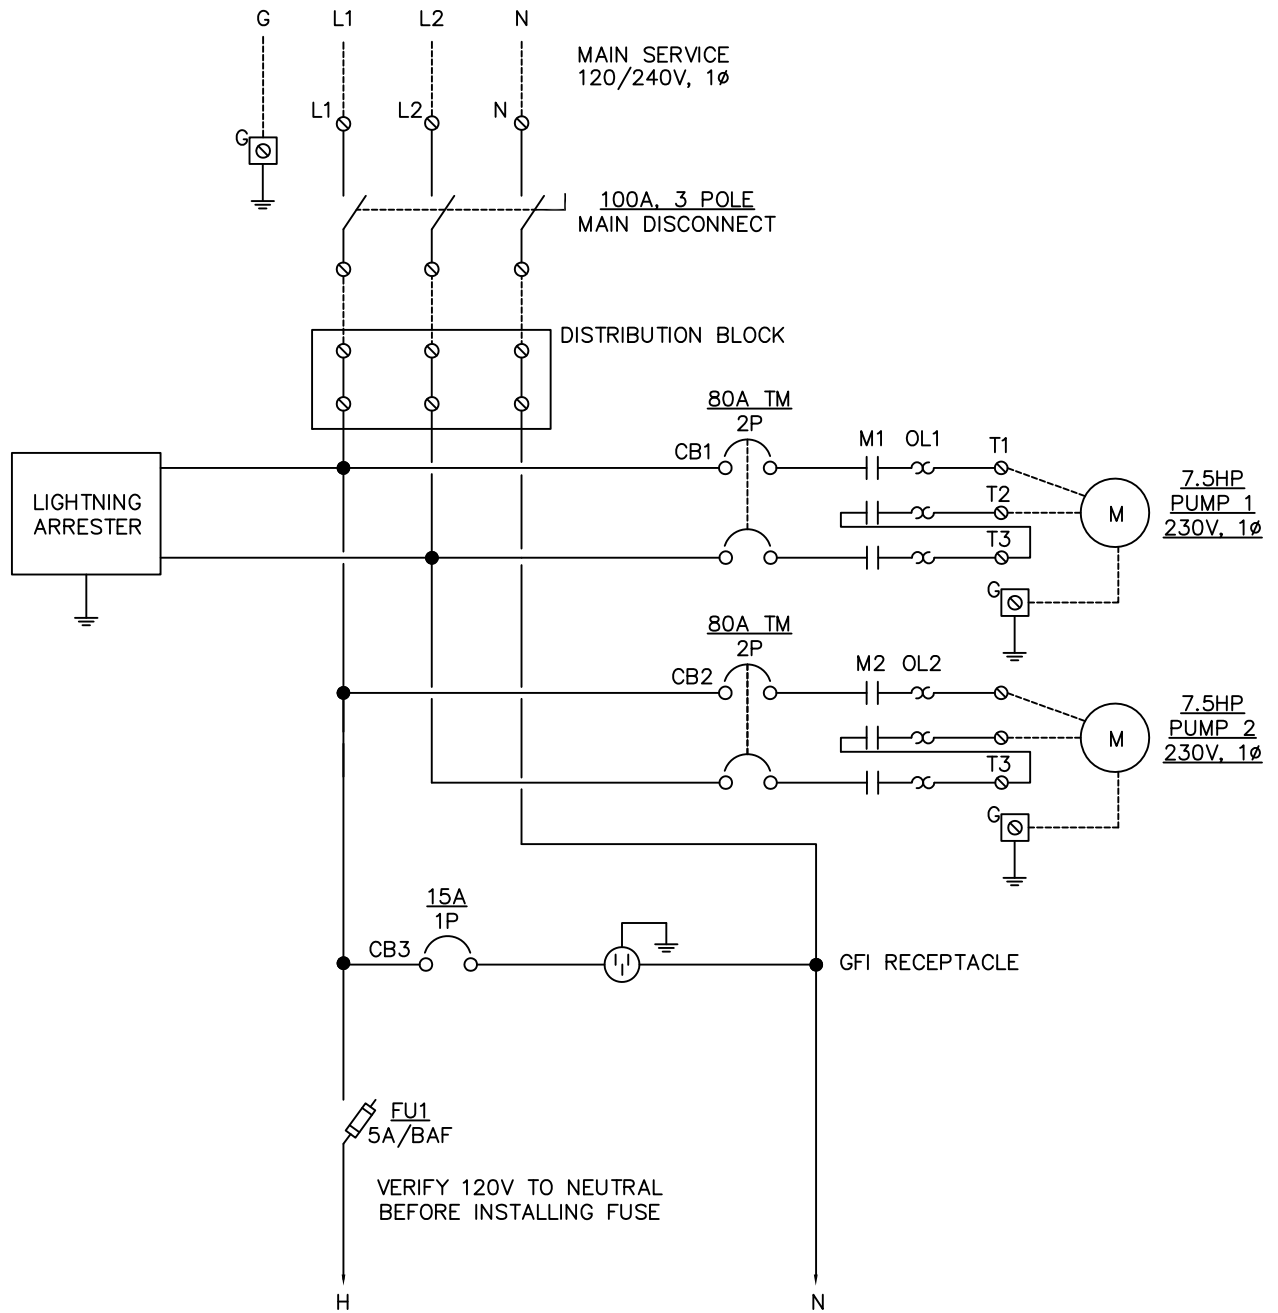 G L1 L2 N
MAIN SERVICE
120/240V, 1ø
L1 L2 N
G
100A, 3 POLE
MAIN DISCONNECT
DISTRIBUTION BLOCK
80A TM
2P
CB1 M1 OL1 T1
LIGHTNING
ARRESTER
T2
T3
M
7.5HP
PUMP 1
230V, 1ø
G
80A TM
2P
CB2 M2 OL2
T3
M
7.5HP
PUMP 2
230V, 1ø
G
15A
1P
CB3
GFI RECEPTACLE
FU1
5A/BAF
VERIFY 120V TO NEUTRAL
BEFORE INSTALLING FUSE
H N